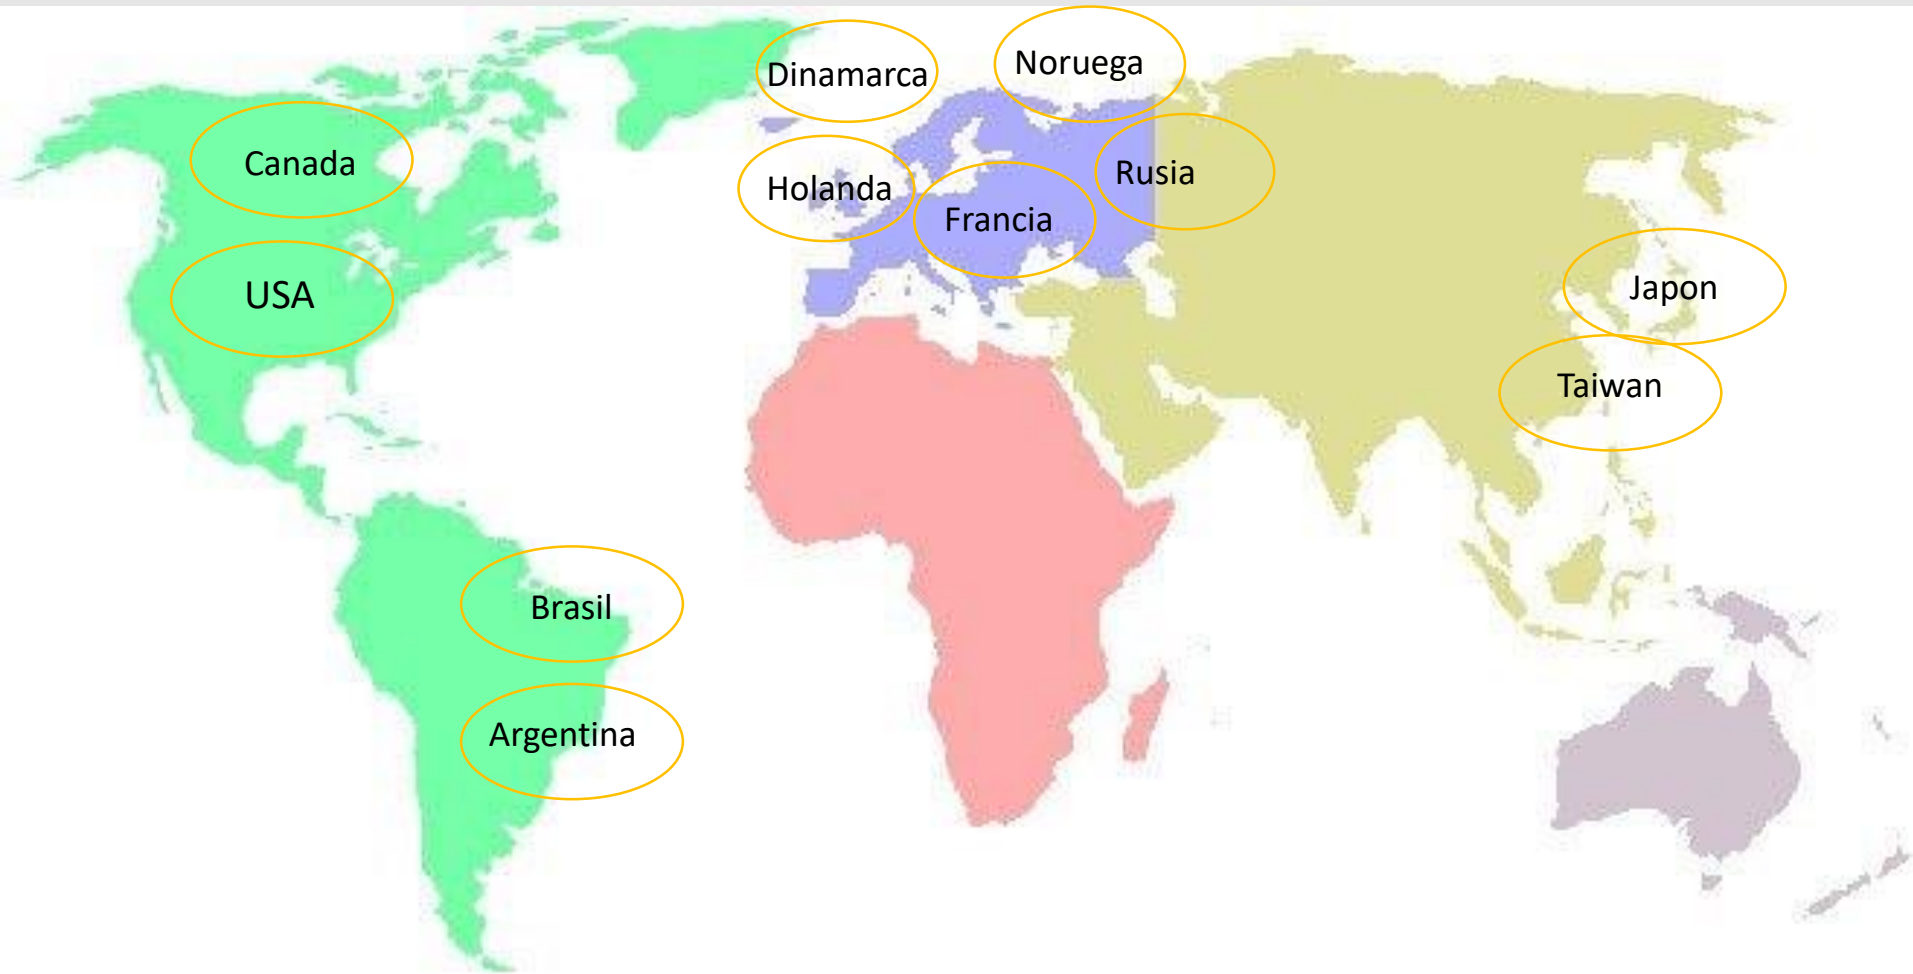 Noruega
Dinamarca
Canada
Rusia
Holanda
Francia
USA
Japon
Taiwan
Brasil
Argentina